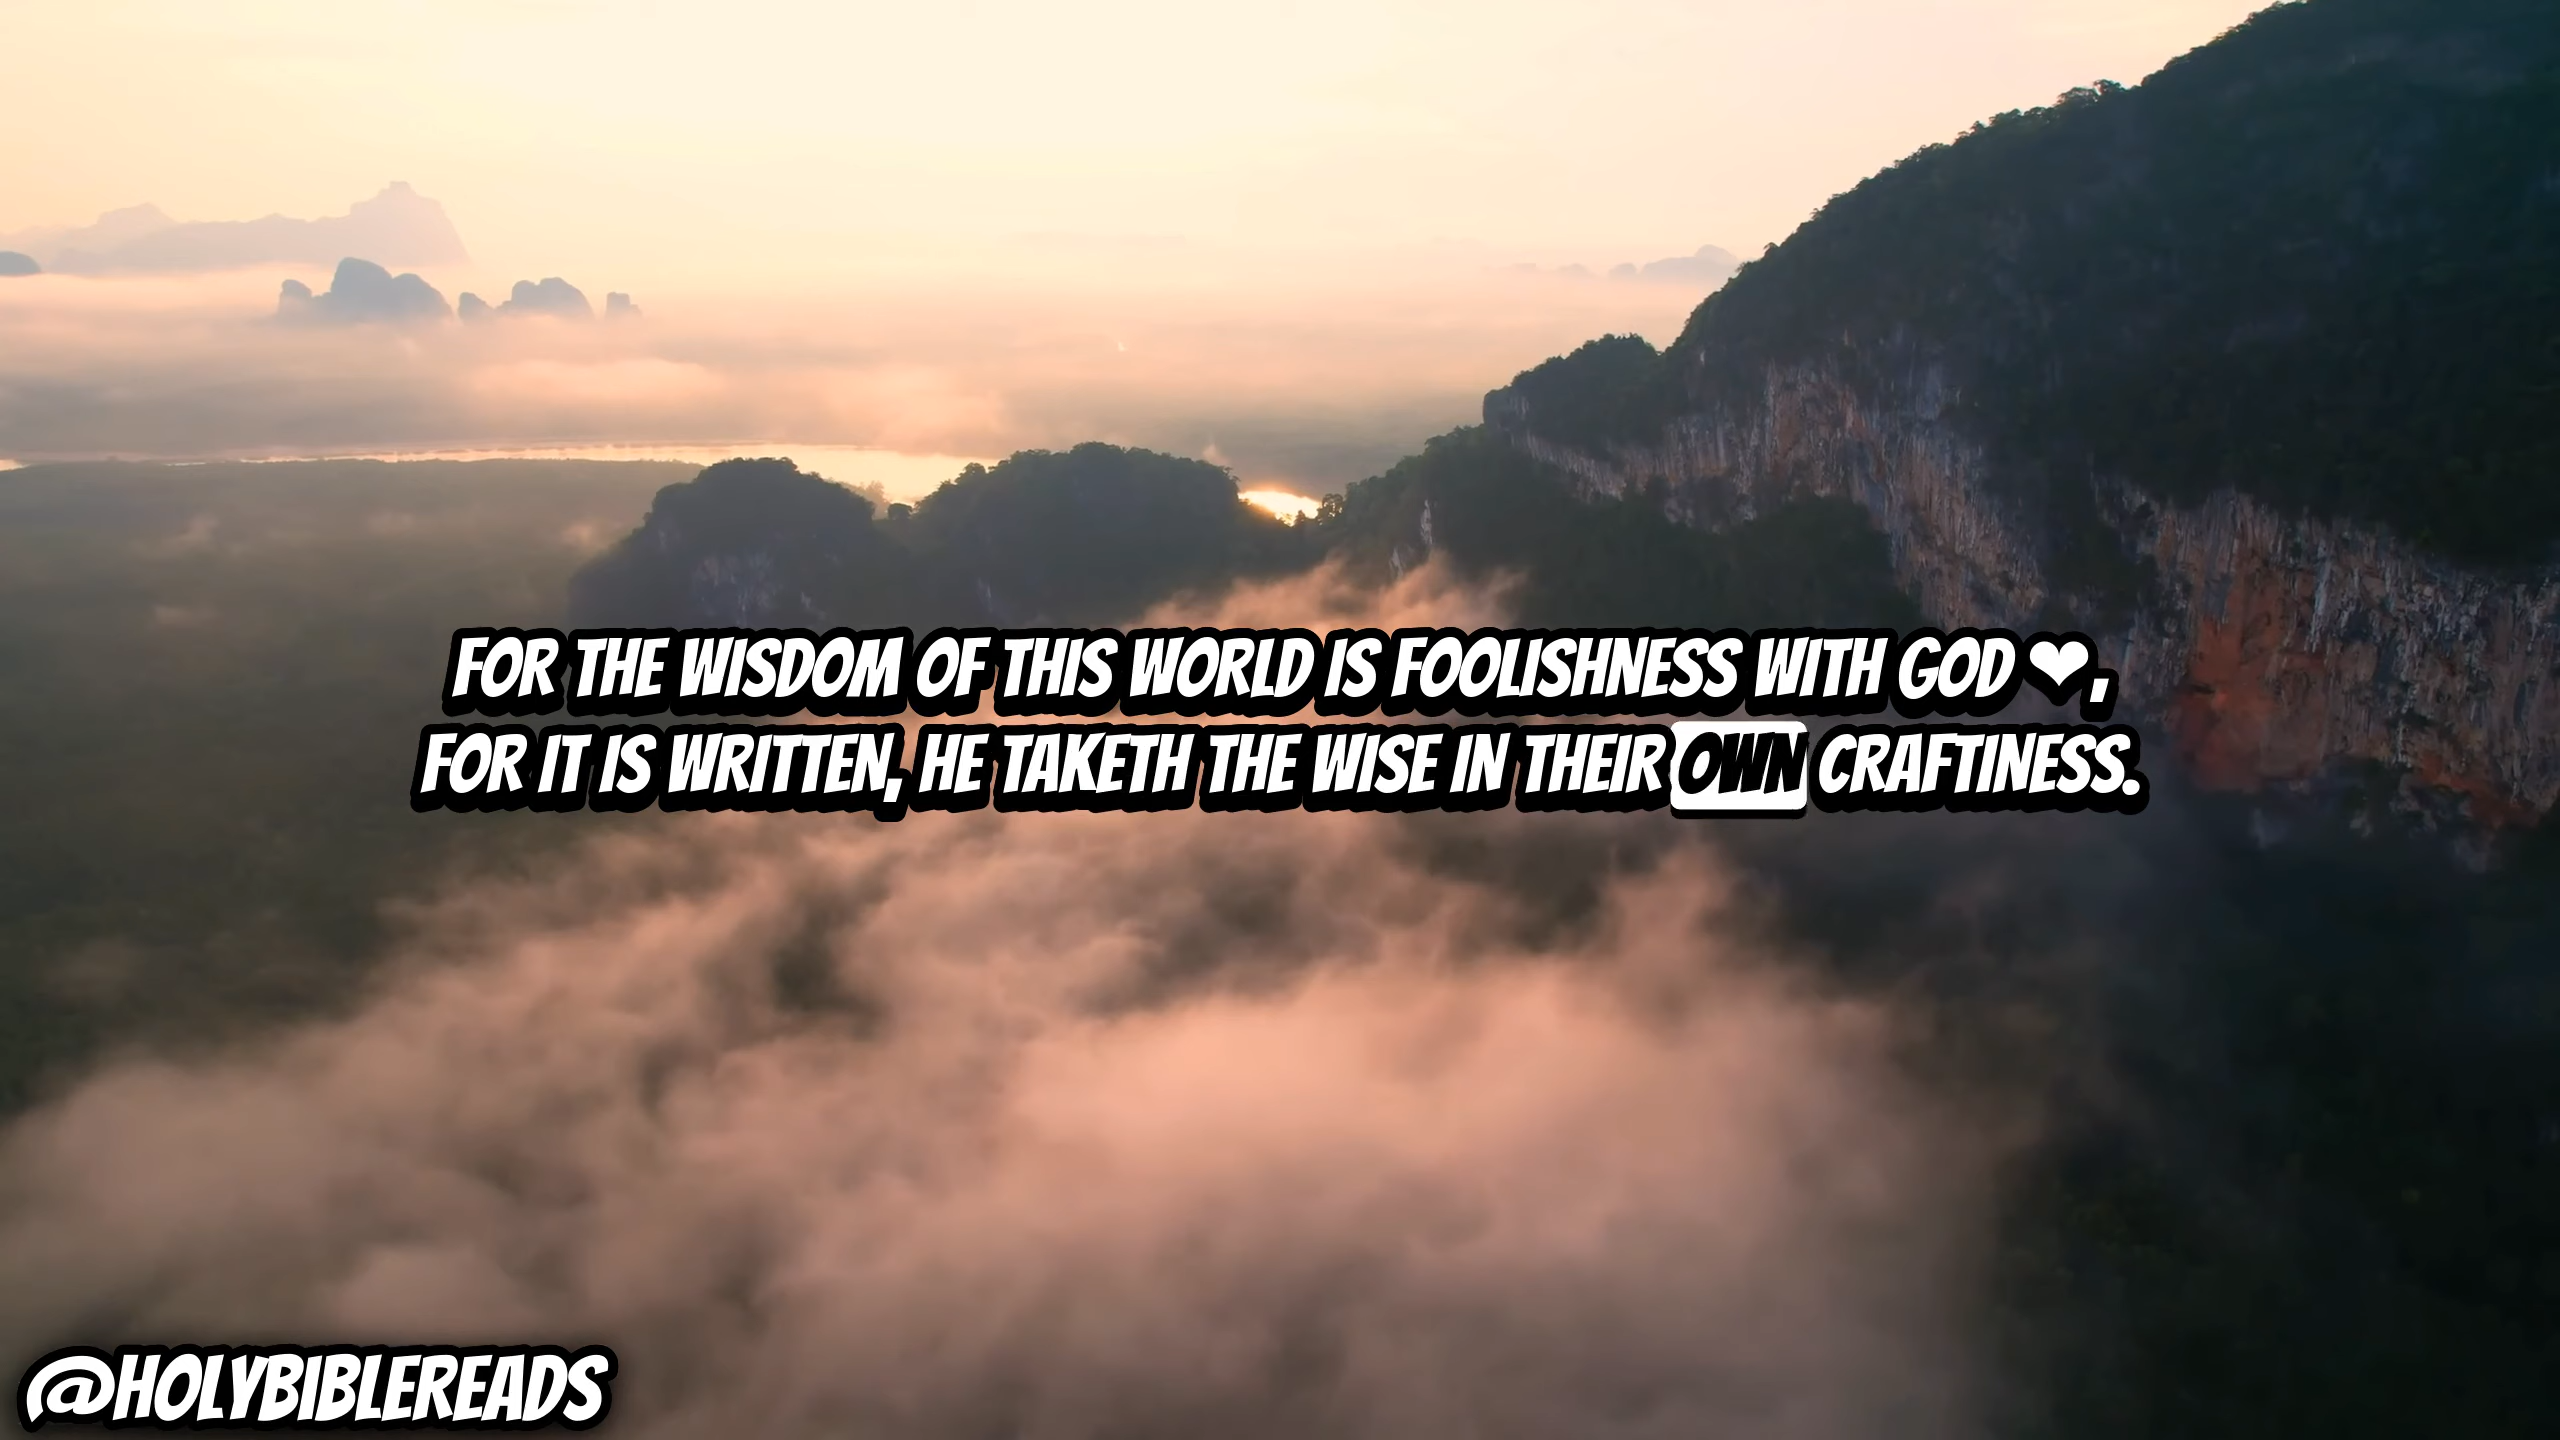 FOR THE WISDOM OF THIS WORLD IS FOOLISHNESS WITH GOD ❤,
FOR IT IS WRITTEN, HE TAKETH THE WISE IN THEIR OWN CRAFTINESS.
@HOLYBIBLEREADS